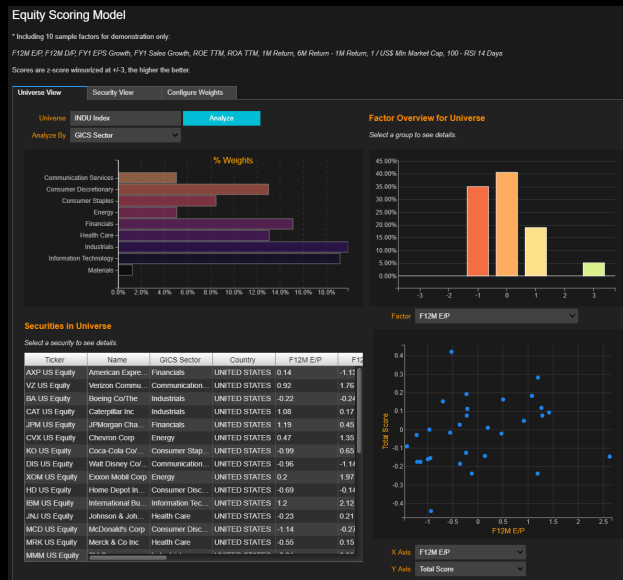 Equity Scoring Model
* Including 10 sample factors for demonstration only:
F12M E/P, F12M D/P, FY1 EPS Growth, FY1 Sales Growth, ROE TTM, ROA TTM, 1M Return, 6M Return - 1M Return, 1 / US$ Mln Market Cap, 100 - RSI 14 Days
Scores are z-score winsorized at +/-3, the higher the better.
Universe View Security View Configure Weights
Universe INDU Index Analyze
Analyze By GICS Sector
% Weights
Communication Services
Consumer Discretionary
Consumer Staples
Energy
Financials
Health Care
Industrials
Information Technology
Materials
0.0% 2.0% 4.0% 6.0% 8.0% 10.0% 12.0% 14.0% 16.0% 18.0%
Factor Overview for Universe
Select a group to see details.
45.00%
40.00%
35.00%
30.00%
25.00%
20.00%
15.00%
10.00%
5.00%
0.00%
-3 -2 -1 0 1 2 3
Factor F12M E/P
Securities in Universe
Select a security to see details.
Ticker Name GICS Sector Country F12M E/P F12
AXP US Equity American Expre... Financials UNITED STATES 0.14 -1.13
VZ US Equity Verizon Commu... Communication... UNITED STATES 0.92 1.76
BA US Equity Boeing Co/The Industrials UNITED STATES -0.22 -0.24
CAT US Equity Caterpillar Inc Industrials UNITED STATES 1.08 0.17
JPM US Equity JPMorgan Cha... Financials UNITED STATES 1.19 0.45
CVX US Equity Chevron Corp Energy UNITED STATES 0.47 1.35
KO US Equity Coca-Cola Co/... Consumer Stap... UNITED STATES -0.99 0.65
DIS US Equity Walt Disney Co/... Communication... UNITED STATES -0.96 -1.14
XOM US Equity Exxon Mobil Corp Energy UNITED STATES 0.2 1.97
HD US Equity Home Depot In... Consumer Disc... UNITED STATES -0.69 -0.14
IBM US Equity International Bu... Information Tec... UNITED STATES 1.2 2.12
JNJ US Equity Johnson & Joh... Health Care UNITED STATES -0.23 0.21
MCD US Equity McDonald's Corp Consumer Disc... UNITED STATES -1.14 -0.27
MRK US Equity Merck & Co Inc Health Care UNITED STATES -0.55 0.15
MMM US Equity
Total Score
0.4
0.3
0.2
0.1
0
-0.1
-0.2
-0.3
-0.4
-1 -0.5 0 0.5 1 1.5 2 2.5
F12M E/P
X Axis F12M E/P
Y Axis Total Score